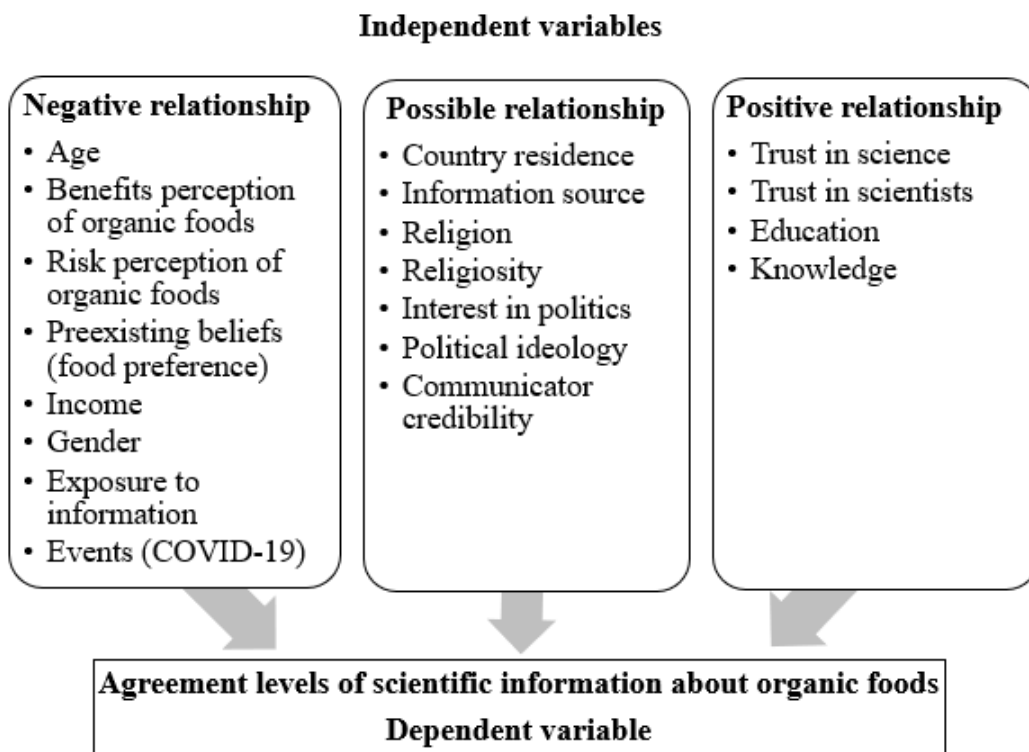 Independent variables
Negative relationship
• Age
• Benefits perception
of organic foods
• Risk perception of
organic foods
• Preexisting beliefs
(food preference)
• Income
• Gender
• Exposure to
information
• Events (COVID-19)
Possible relationship
• Country residence
• Information source
• Religion
• Religiosity
• Interest in politics
• Political ideology
• Communicator
credibility
Positive relationship
• Trust in science
• Trust in scientists
• Education
• Knowledge
Agreement levels of scientific information about organic foods
Dependent variable